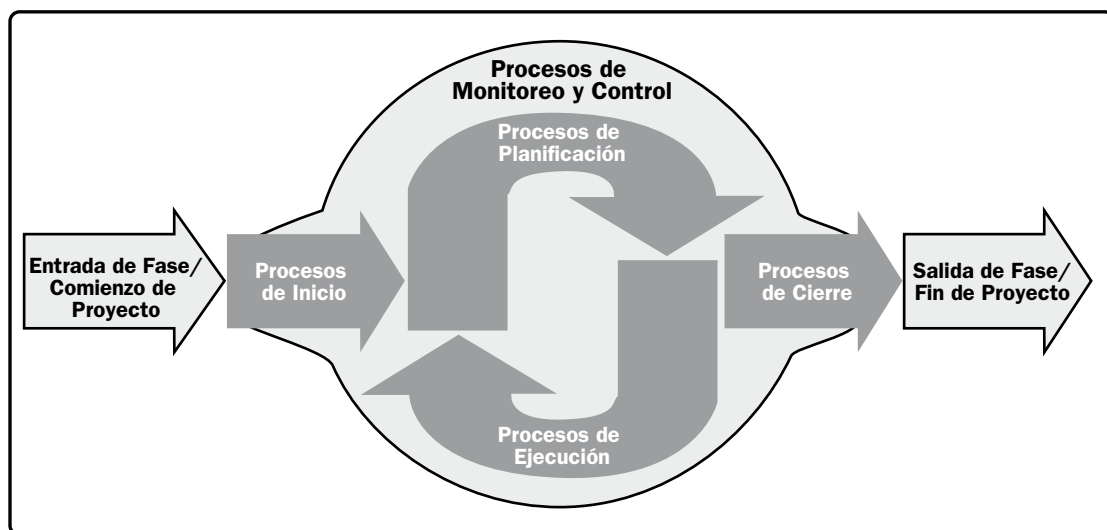 Procesos de
Monitoreo y Control
Procesos de
Planificación
Entrada de Fase/
Comienzo de
Proyecto
Procesos
de Inicio
Procesos
de Cierre
Salida de Fase/
Fin de Proyecto
Procesos de
Ejecución